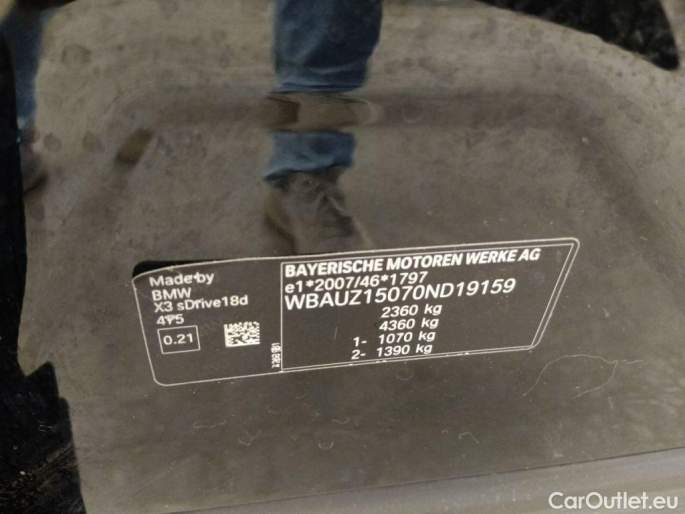 Made by
BMW
X3 sDrive18d
0.21
BAYERISCHE MOTOREN WERKE AG
e1*2007/46*1797
WBAUZ15070ND19159
2360 kg
4360 kg
1- 1070 kg
2- 1390 kg
CarOutlet.eu